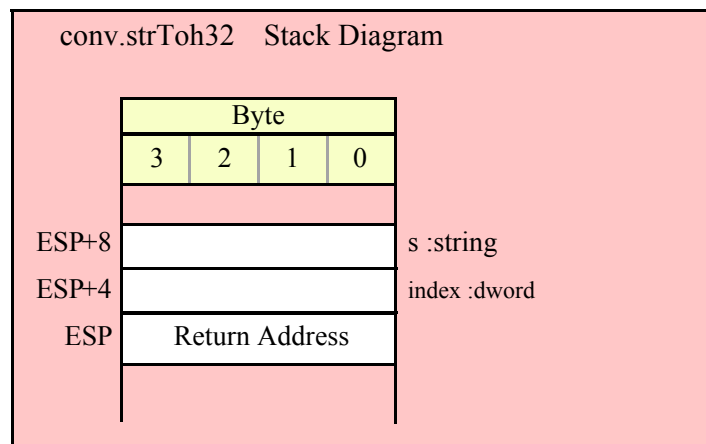 conv.strToh32 Stack Diagram
Byte
3 2 1 0
ESP+8 s :string
ESP+4 index :dword
ESP Return Address